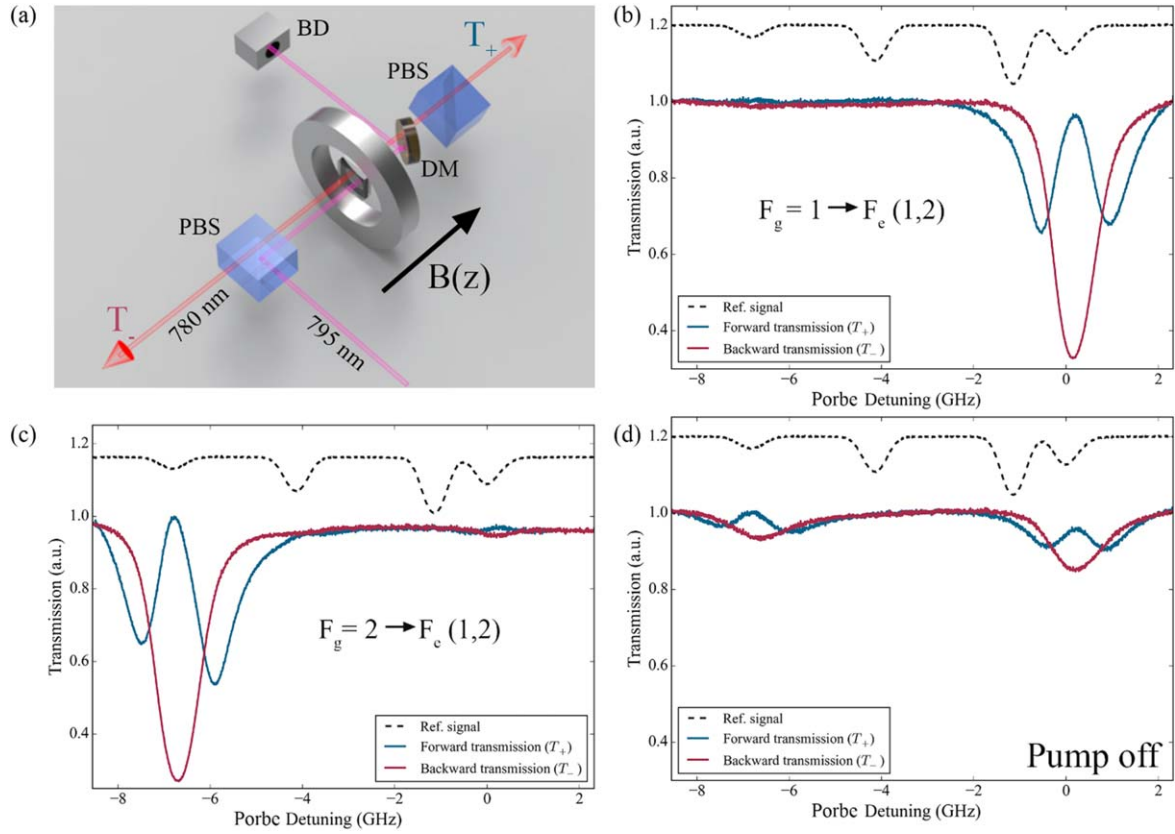 (a)
BD
T+
PBS
DM
PBS
B(z)
T-
780 nm
795 nm
(b)
1.2
1.0
0.8
0.6
0.4
Transmission (a.u.)
Fg = 1 → Fe (1,2)
Ref. signal
Forward transmission (T+)
Backward transmission (T−)
−8 −6 −4 −2 0 2
Porbe Detuning (GHz)
(c)
1.2
1.0
0.8
0.6
0.4
Transmission (a.u.)
Fg = 2 → Fe (1,2)
Ref. signal
Forward transmission (T+)
Backward transmission (T−)
−8 −6 −4 −2 0 2
Porbe Detuning (GHz)
(d)
1.2
1.0
0.8
0.6
0.4
Transmission (a.u.)
Ref. signal
Forward transmission (T+)
Backward transmission (T−)
Pump off
−8 −6 −4 −2 0 2
Porbe Detuning (GHz)